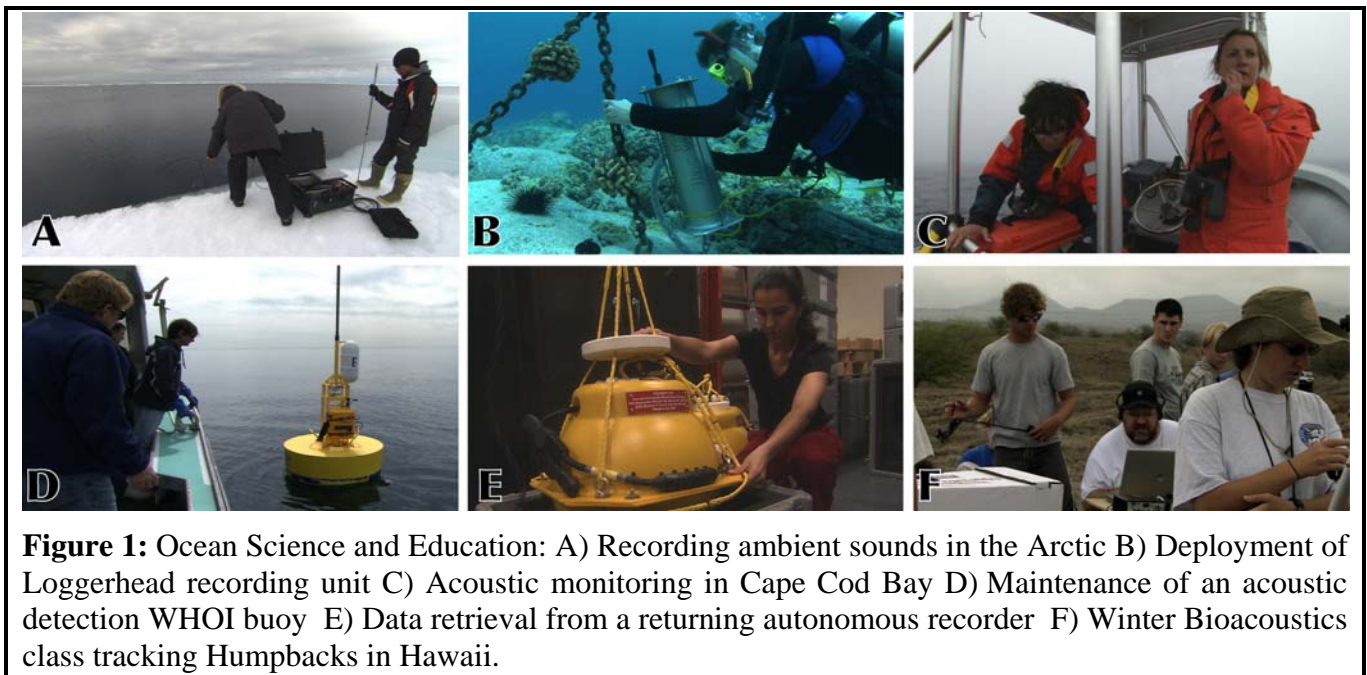 A
B
C
D
E
F
Figure 1: Ocean Science and Education: A) Recording ambient sounds in the Arctic B) Deployment of
Loggerhead recording unit C) Acoustic monitoring in Cape Cod Bay D) Maintenance of an acoustic
detection WHOI buoy E) Data retrieval from a returning autonomous recorder F) Winter Bioacoustics
class tracking Humpbacks in Hawaii.